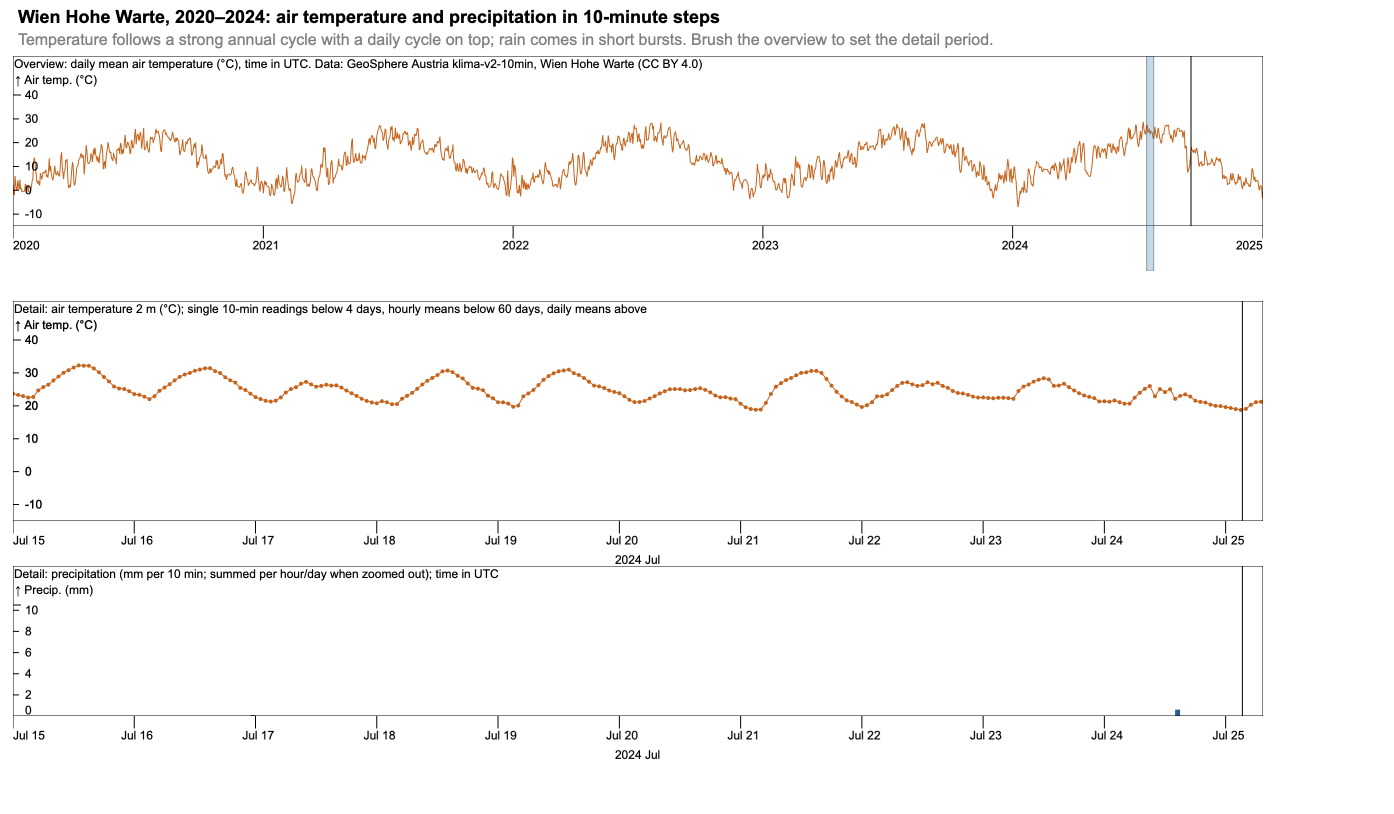 Wien Hohe Warte, 2020–2024: air temperature and precipitation in 10-minute steps
Temperature follows a strong annual cycle with a daily cycle on top; rain comes in short bursts. Brush the overview to set the detail period.
Overview: daily mean air temperature (°C), time in UTC. Data: GeoSphere Austria klima-v2-10min, Wien Hohe Warte (CC BY 4.0)
↑ Air temp. (°C)
40
30
20
10
0
-10
2020 2021 2022 2023 2024 2025
Detail: air temperature 2 m (°C); single 10-min readings below 4 days, hourly means below 60 days, daily means above
↑ Air temp. (°C)
40
30
20
10
0
-10
Jul 15 Jul 16 Jul 17 Jul 18 Jul 19 Jul 20 Jul 21 Jul 22 Jul 23 Jul 24 Jul 25
2024 Jul
Detail: precipitation (mm per 10 min; summed per hour/day when zoomed out); time in UTC
↑ Precip. (mm)
10
8
6
4
2
0
Jul 15 Jul 16 Jul 17 Jul 18 Jul 19 Jul 20 Jul 21 Jul 22 Jul 23 Jul 24 Jul 25
2024 Jul